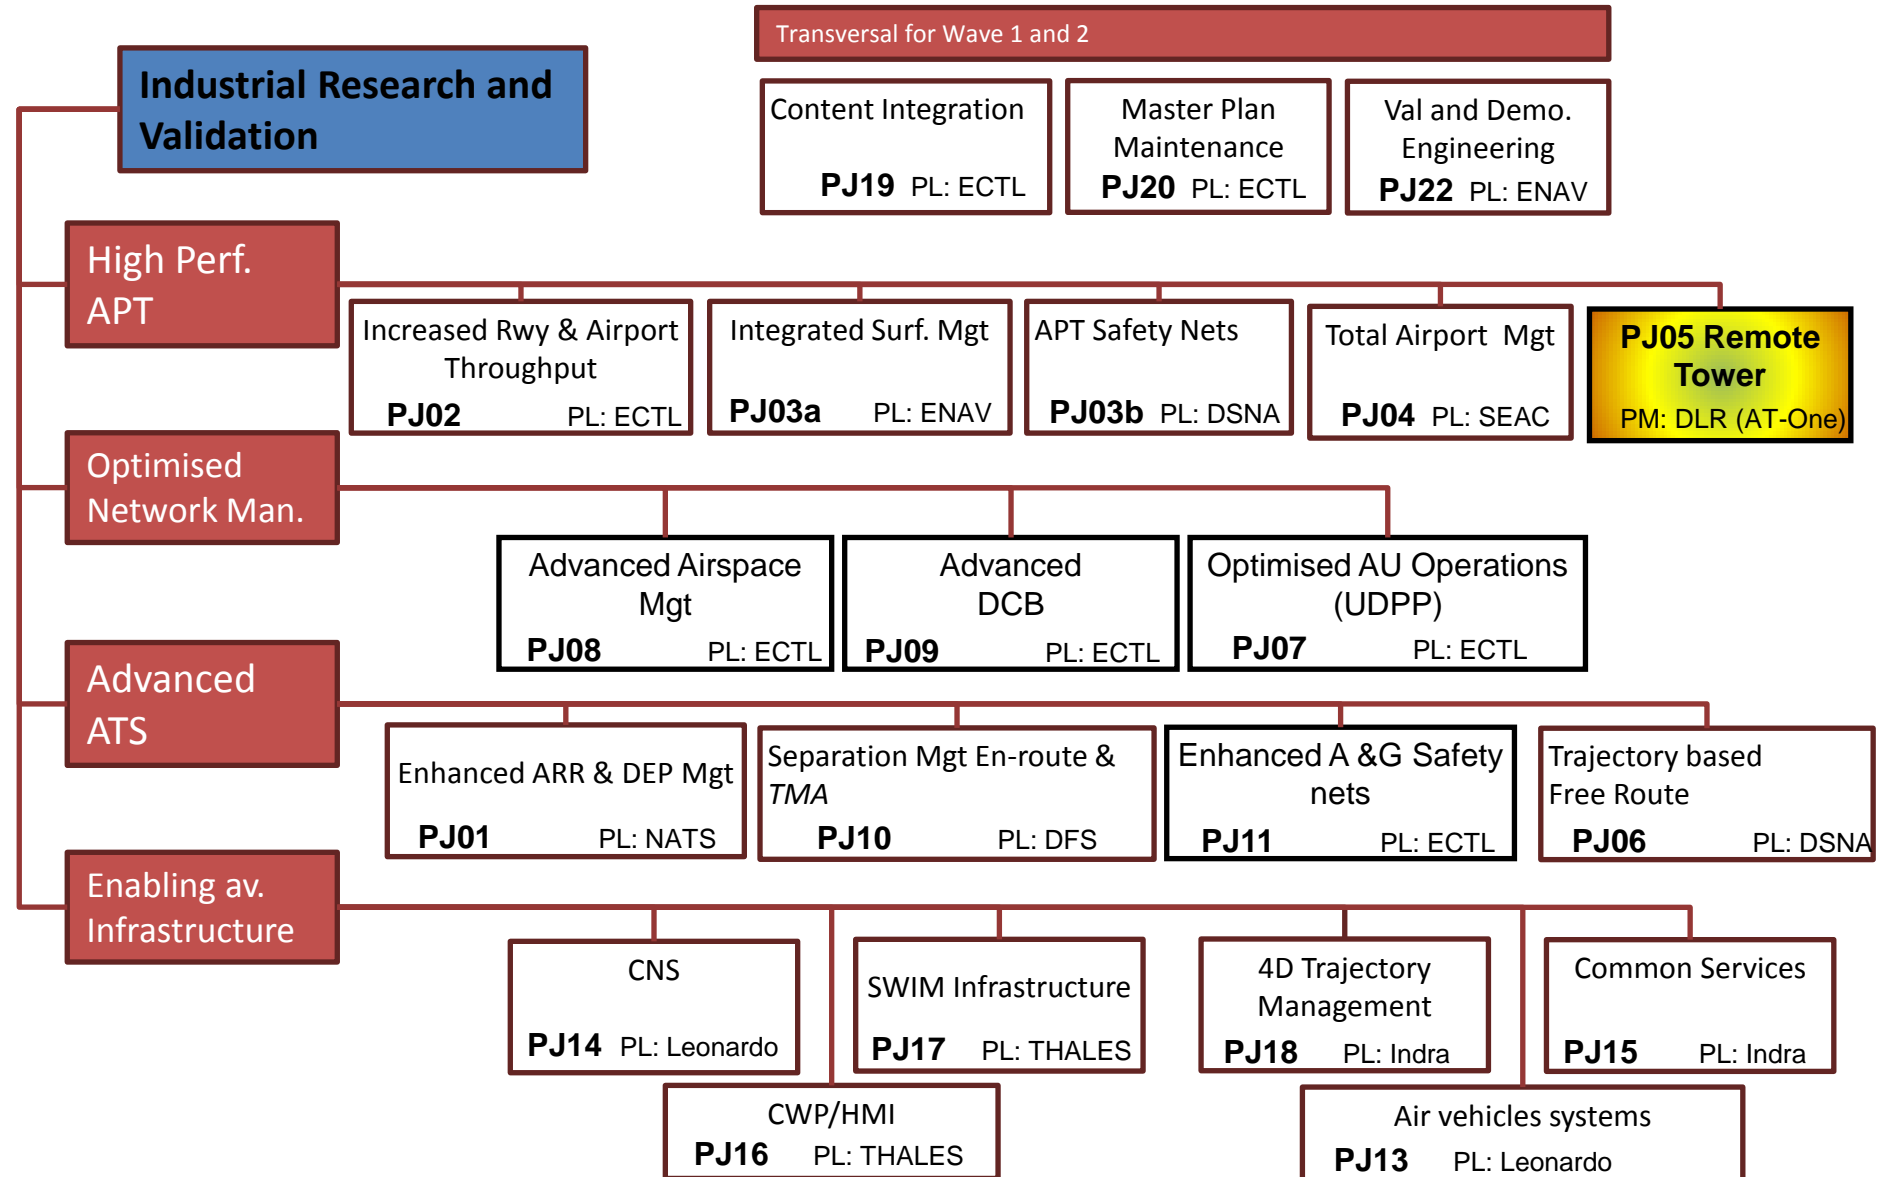 Transversal for Wave 1 and 2
Industrial Research and
Validation
Content Integration
PJ19 PL: ECTL
Master Plan
Maintenance
PJ20 PL: ECTL
Val and Demo.
Engineering
PJ22 PL: ENAV
High Perf.
APT
Increased Rwy & Airport
Throughput
PJ02 PL: ECTL
Integrated Surf. Mgt
PJ03a PL: ENAV
APT Safety Nets
PJ03b PL: DSNA
Total Airport Mgt
PJ04 PL: SEAC
PJ05 Remote
Tower
PM: DLR (AT-One)
Optimised
Network Man.
Advanced Airspace
Mgt
PJ08 PL: ECTL
Advanced
DCB
PJ09 PL: ECTL
Optimised AU Operations
(UDPP)
PJ07 PL: ECTL
Advanced
ATS
Enhanced ARR & DEP Mgt
PJ01 PL: NATS
Separation Mgt En-route &
TMA
PJ10 PL: DFS
Enhanced A &G Safety
nets
PJ11 PL: ECTL
Trajectory based
Free Route
PJ06 PL: DSNA
Enabling av.
Infrastructure
CNS
PJ14 PL: Leonardo
SWIM Infrastructure
PJ17 PL: THALES
4D Trajectory
Management
PJ18 PL: Indra
Common Services
PJ15 PL: Indra
CWP/HMI
PJ16 PL: THALES
Air vehicles systems
PJ13 PL: Leonardo